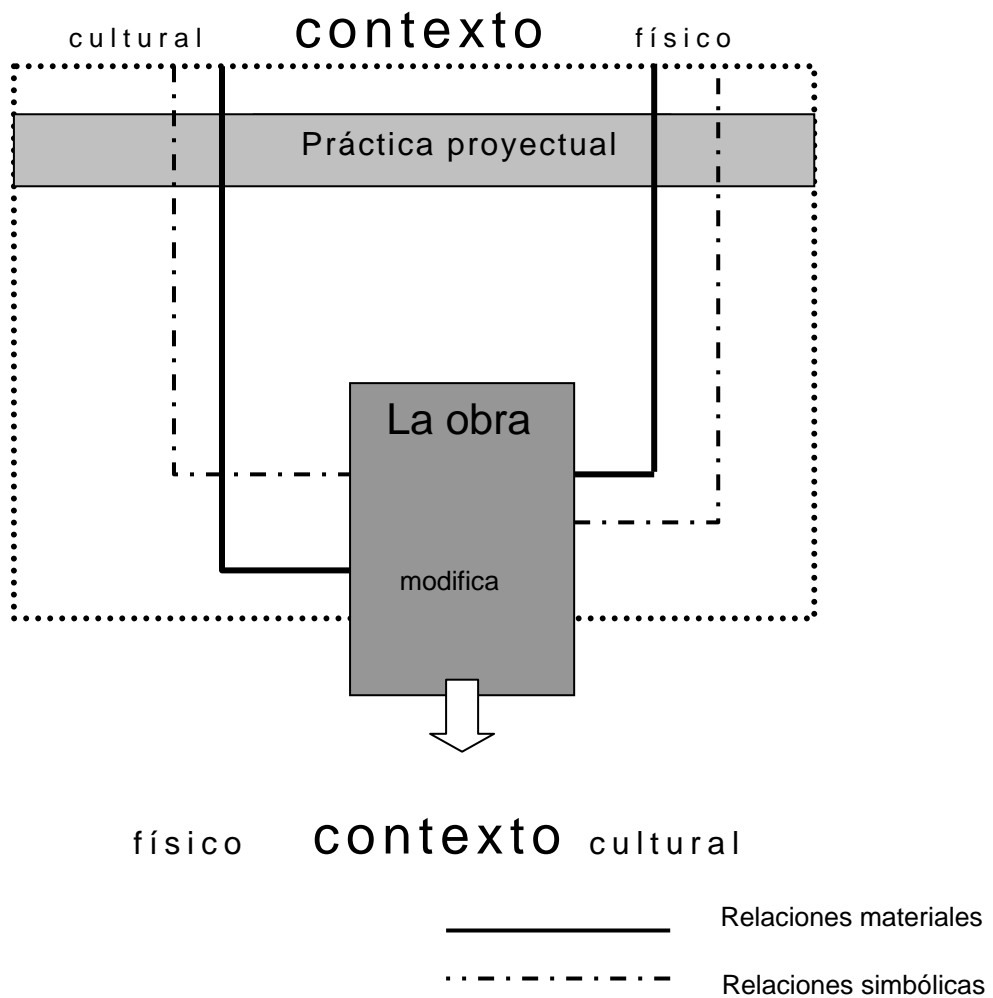 cultural contexto físico
Práctica proyectual
La obra
modifica
físico contexto cultural
Relaciones materiales
Relaciones simbólicas